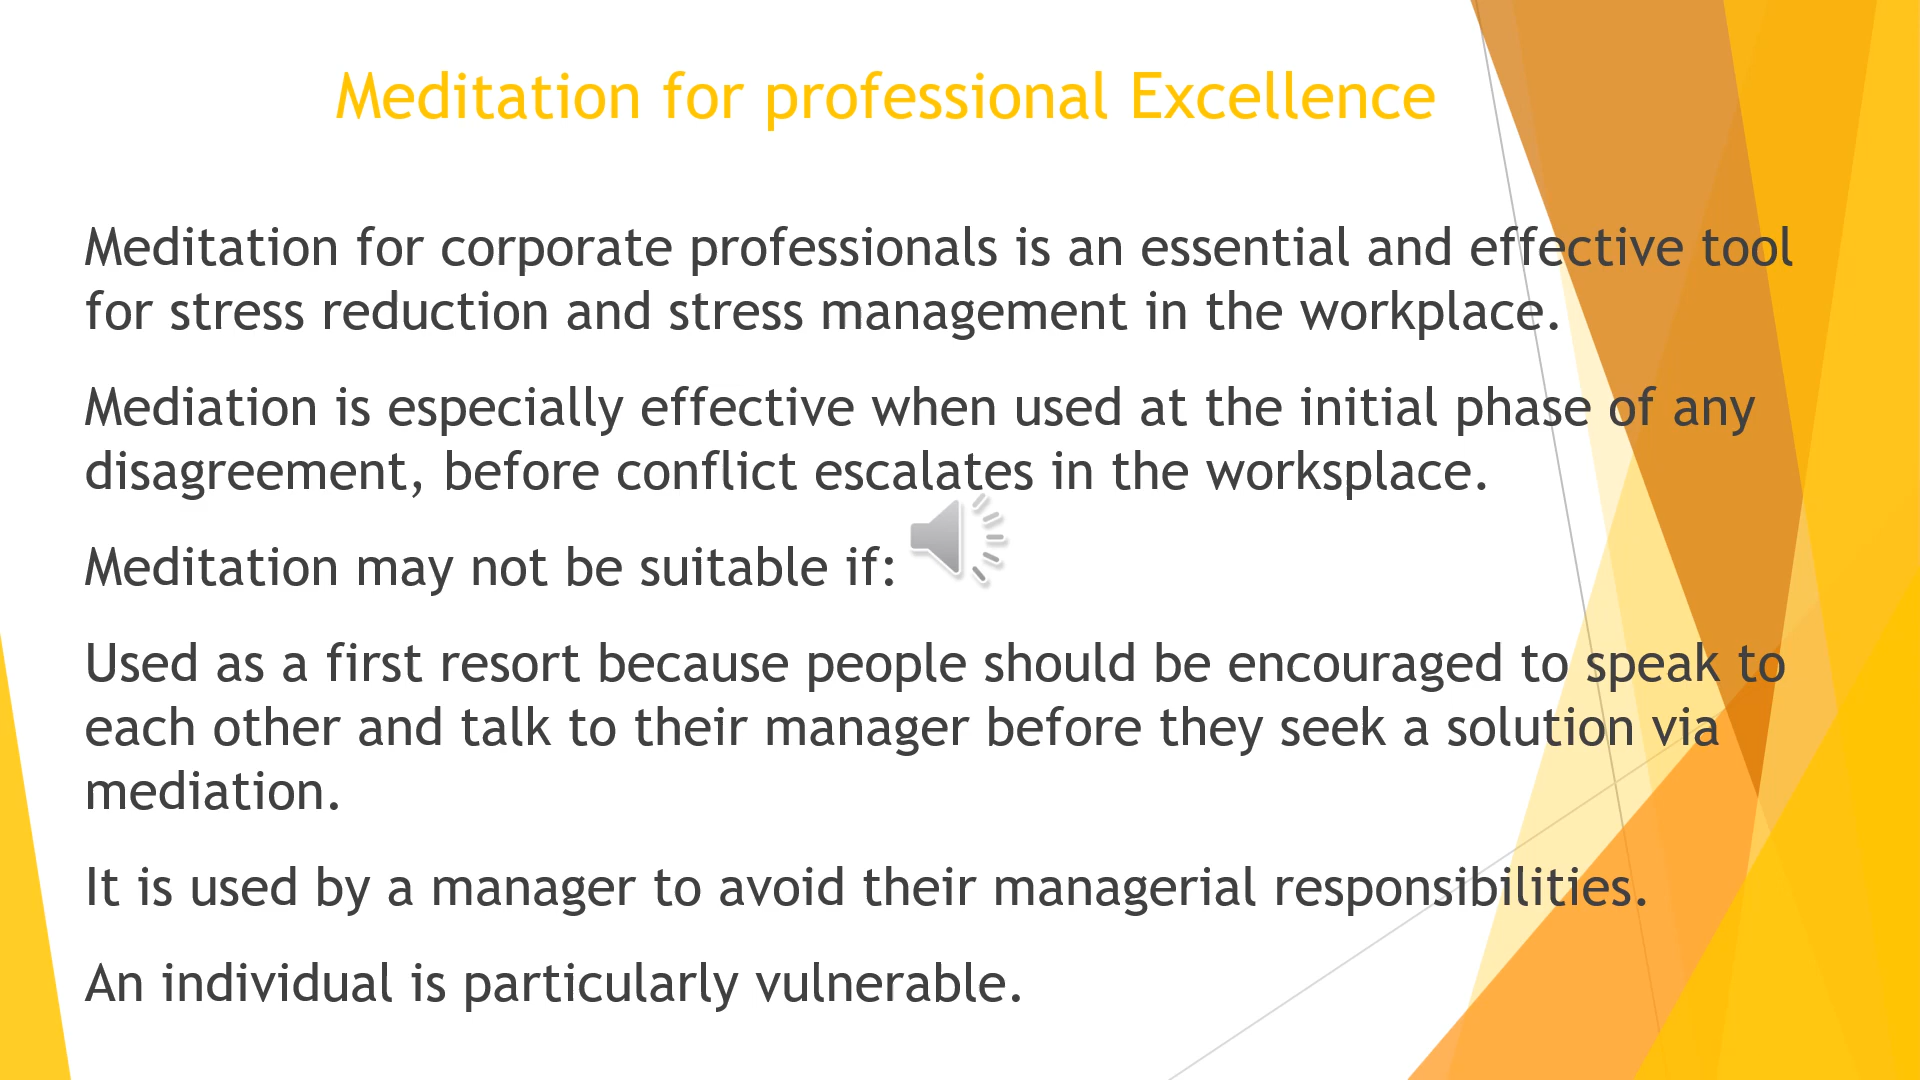 Meditation for professional Excellence
Meditation for corporate professionals is an essential and effective tool
for stress reduction and stress management in the workplace.
Mediation is especially effective when used at the initial phase of any
disagreement, before conflict escalates in the worksplace.
Meditation may not be suitable if:
Used as a first resort because people should be encouraged to speak to
each other and talk to their manager before they seek a solution via
mediation.
It is used by a manager to avoid their managerial responsibilities.
An individual is particularly vulnerable.